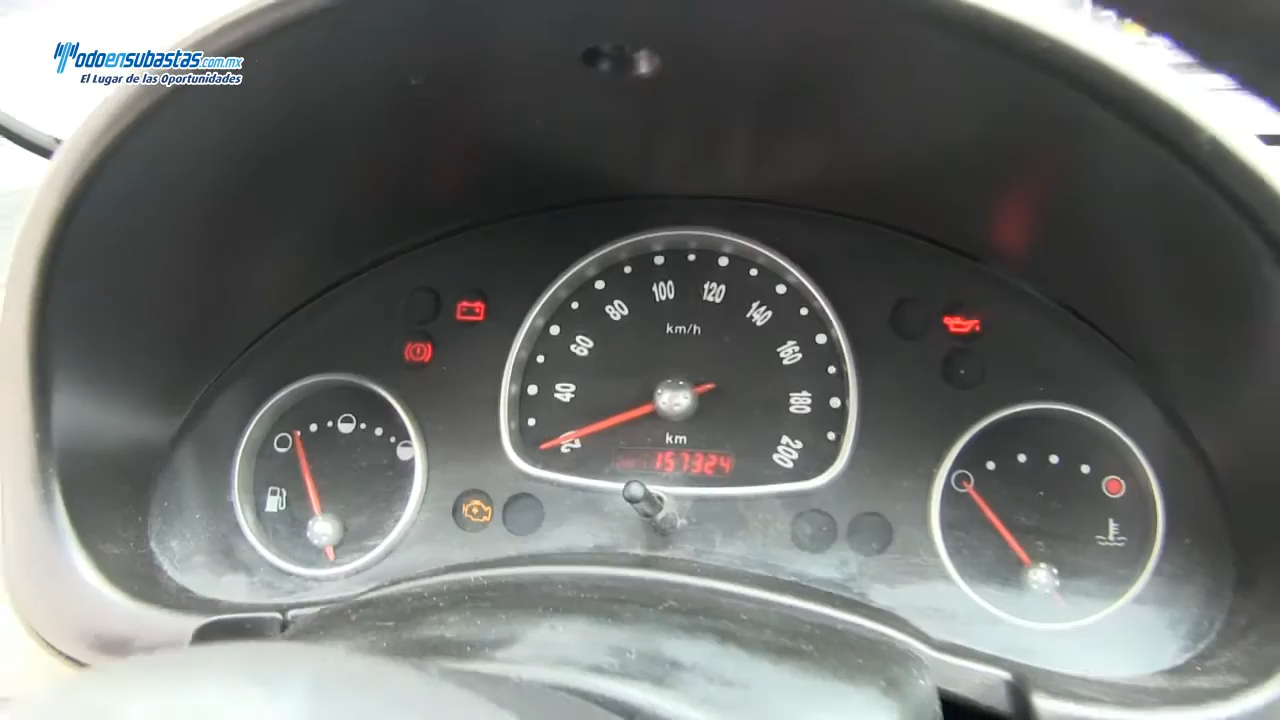 Todoensubastas.com.mx
El Lugar de las Oportunidades
100 120
80 140
km/h
60 160
40 180
km
20 200
157324